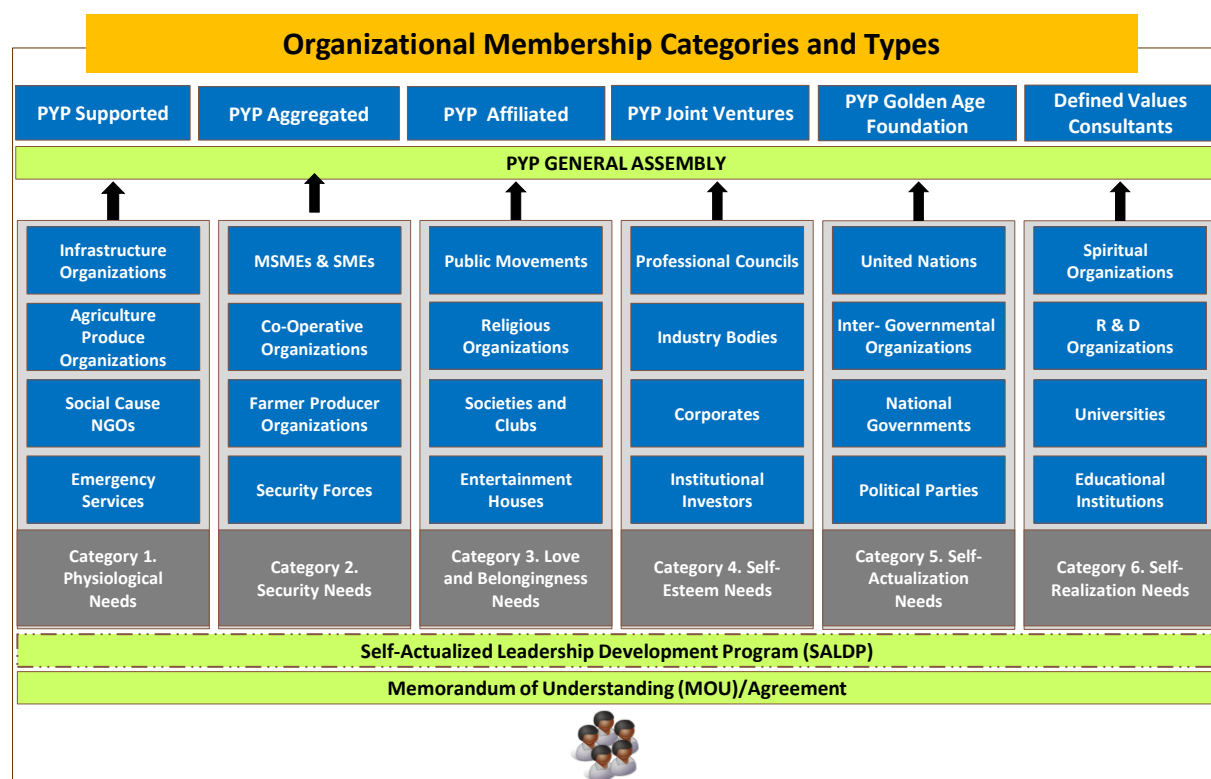 Organizational Membership Categories and Types
PYP Supported
PYP Aggregated
PYP Affiliated
PYP Joint Ventures
PYP Golden Age
Foundation
Defined Values
Consultants
PYP GENERAL ASSEMBLY
Infrastructure
Organizations
Agriculture
Produce
Organizations
Social Cause
NGOs
Emergency
Services
Category 1.
Physiological
Needs
MSMEs & SMEs
Co-Operative
Organizations
Farmer Producer
Organizations
Security Forces
Category 2.
Security Needs
Public Movements
Religious
Organizations
Societies and
Clubs
Entertainment
Houses
Category 3. Love
and Belongingness
Needs
Professional Councils
Industry Bodies
Corporates
Institutional
Investors
Category 4. Self-
Esteem Needs
United Nations
Inter- Governmental
Organizations
National
Governments
Political Parties
Category 5. Self-
Actualization
Needs
Spiritual
Organizations
R & D
Organizations
Universities
Educational
Institutions
Category 6. Self-
Realization Needs
Self-Actualized Leadership Development Program (SALDP)
Memorandum of Understanding (MOU)/Agreement